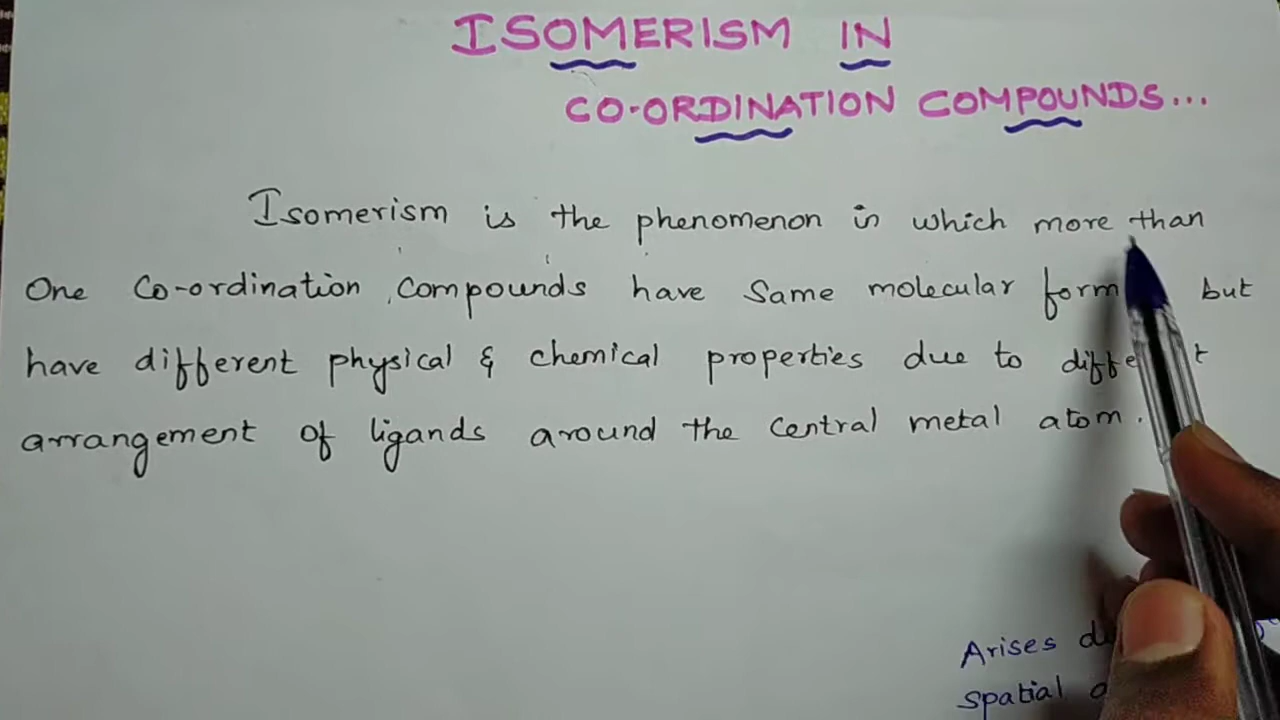 ISOMERISM IN
CO-ORDINATION COMPOUNDS...
Isomerism is the phenomenon in which more than
One Co-ordination compounds have same molecular form but
have different physical & chemical properties due to diffe t
arrangement of ligands around the central metal atom.
Arises
spatial